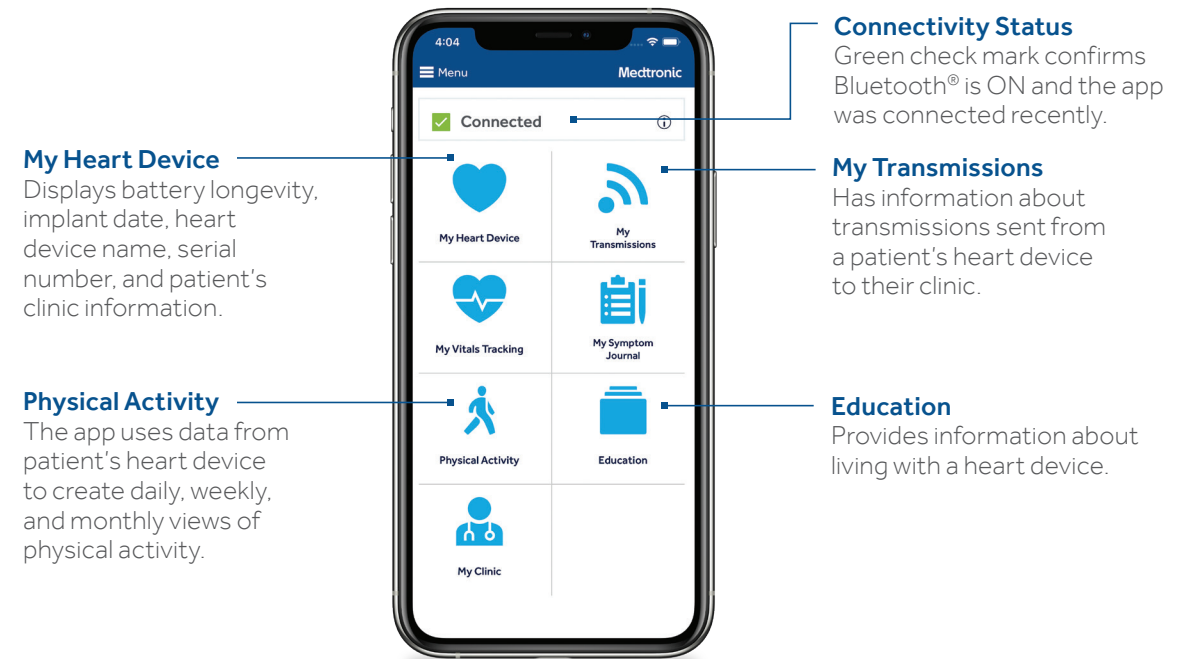 My Heart Device
Displays battery longevity,
implant date, heart
device name, serial
number, and patient's
clinic information.
Physical Activity
The app uses data from
patient's heart device
to create daily, weekly,
and monthly views of
physical activity.
4:04
Menu
Medtronic
Connected
My Heart Device
My
Transmissions
My Vitals Tracking
My Symptom
Journal
Physical Activity
Education
My Clinic
Connectivity Status
Green check mark confirms
Bluetooth® is ON and the app
was connected recently.
My Transmissions
Has information about
transmissions sent from
a patient's heart device
to their clinic.
Education
Provides information about
living with a heart device.